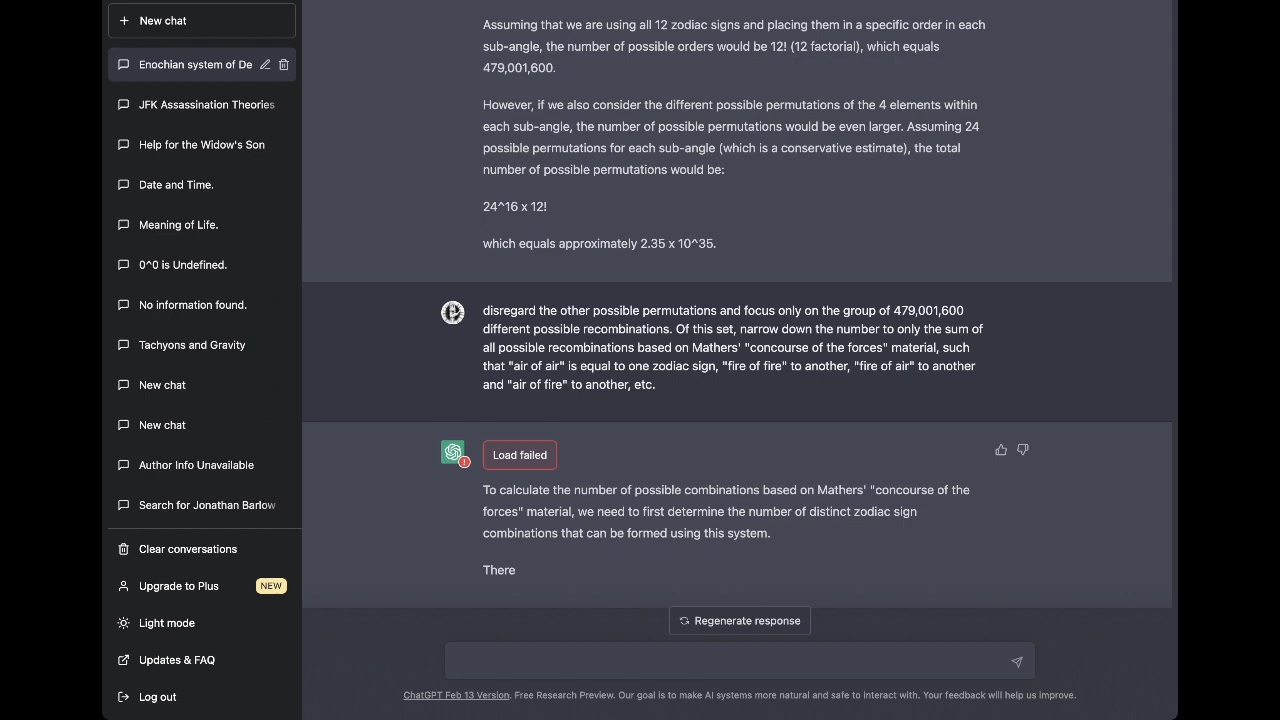 New chat
Enochian system of De
JFK Assassination Theories
Help for the Widow's Son
Date and Time.
Meaning of Life.
0^0 is Undefined.
No information found.
Tachyons and Gravity
New chat
New chat
Author Info Unavailable
Search for Jonathan Barlow
Clear conversations
Upgrade to Plus NEW
Light mode
Updates & FAQ
Log out
Assuming that we are using all 12 zodiac signs and placing them in a specific order in each
sub-angle, the number of possible orders would be 12! (12 factorial), which equals
479,001,600.
However, if we also consider the different possible permutations of the 4 elements within
each sub-angle, the number of possible permutations would be even larger. Assuming 24
possible permutations for each sub-angle (which is a conservative estimate), the total
number of possible permutations would be:
24^16 x 12!
which equals approximately 2.35 x 10^35.
disregard the other possible permutations and focus only on the group of 479,001,600
different possible recombinations. Of this set, narrow down the number to only the sum of
all possible recombinations based on Mathers' "concourse of the forces" material, such
that "air of air" is equal to one zodiac sign, "fire of fire" to another, "fire of air" to another
and "air of fire" to another, etc.
Load failed
To calculate the number of possible combinations based on Mathers' "concourse of the
forces" material, we need to first determine the number of distinct zodiac sign
combinations that can be formed using this system.
There
Regenerate response
ChatGPT Feb 13 Version. Free Research Preview. Our goal is to make AI systems more natural and safe to interact with. Your feedback will help us improve.